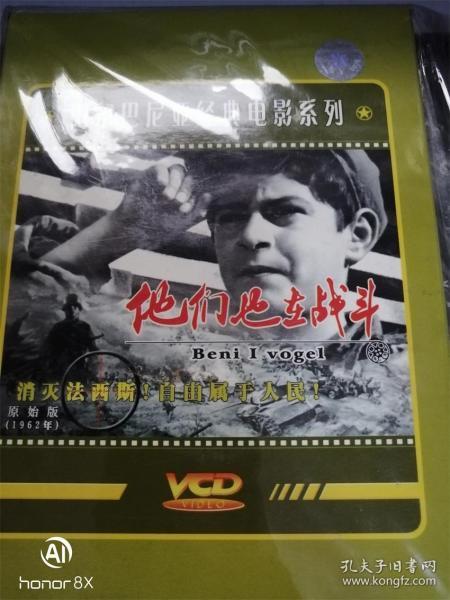 巴尼亚经典电影系列
他们也在战斗
Beni I vogel
消灭法西斯!自由属于人民!
原始版
(1962年)
VCD
VIDEO
AI
honor 8X
孔夫子旧书网
www.kongfz.com